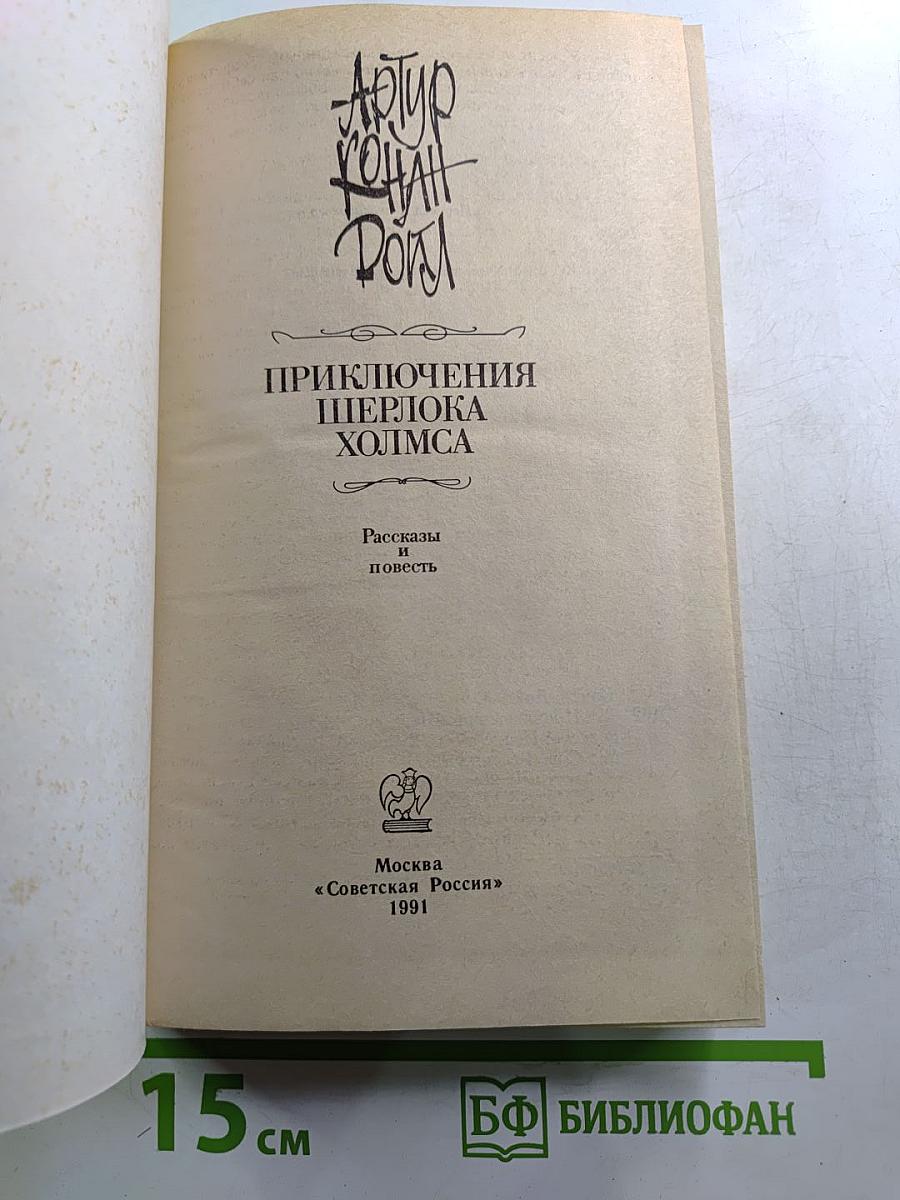 Артур
Конан
Дойл
ПРИКЛЮЧЕНИЯ
ШЕРЛОКА
ХОЛМСА
Рассказы
и
повесть
Москва
«Советская Россия»
1991
15 см
БФ БИБЛИОФАН